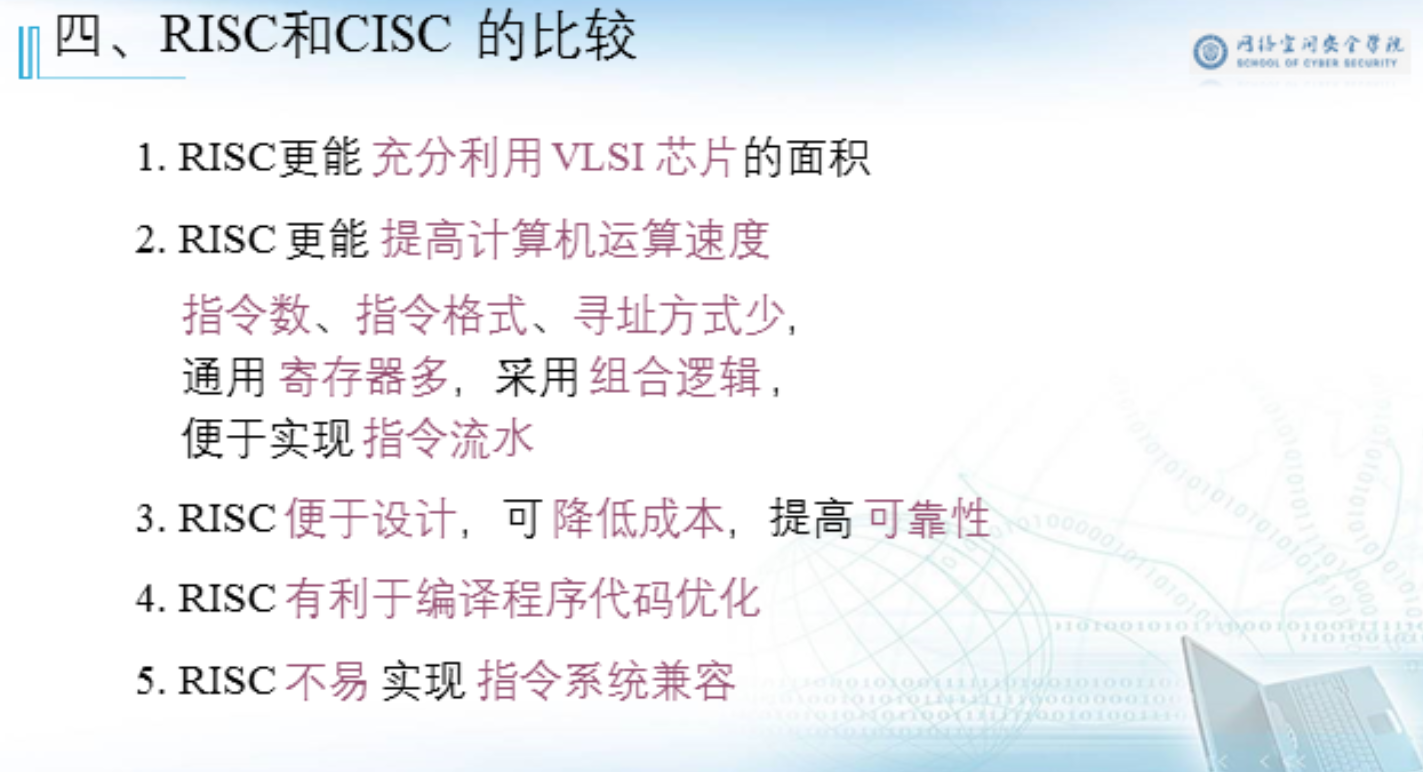 四、RISC和CISC 的比较
网络空间安全学院
SCHOOL OF CYBER SECURITY
1. RISC更能 充分利用 VLSI 芯片的面积
2. RISC 更能 提高计算机运算速度
指令数、指令格式、寻址方式少,
通用 寄存器多, 采用 组合逻辑,
便于实现 指令流水
3. RISC 便于设计, 可 降低成本, 提高 可靠性
4. RISC 有利于编译程序代码优化
5. RISC 不易 实现 指令系统兼容